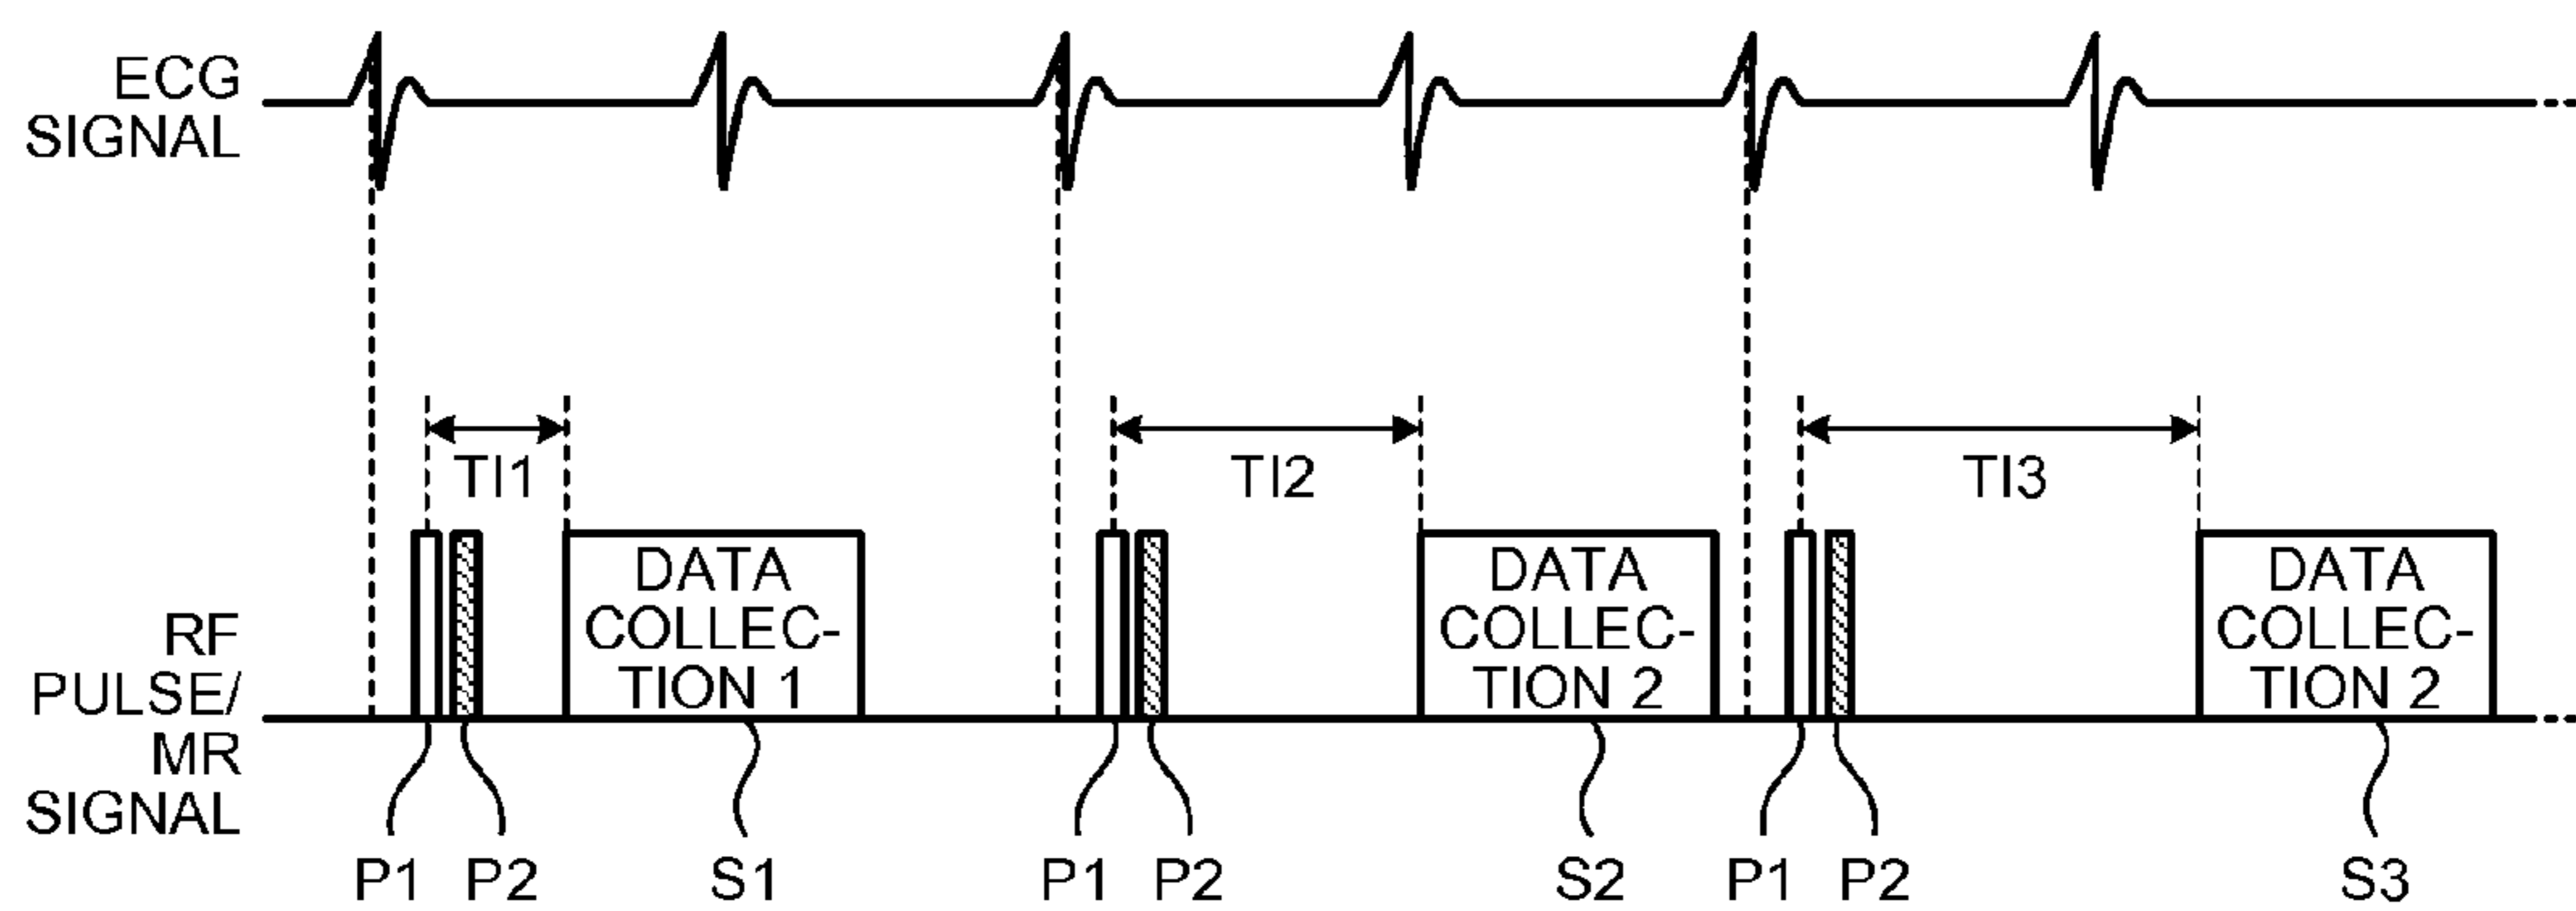 ECG
SIGNAL
TI1
TI2
TI3
DATA
COLLEC-
TION 1
DATA
COLLEC-
TION 2
DATA
COLLEC-
TION 2
RF
PULSE/
MR
SIGNAL
P1
P2
S1
P1
P2
S2
P1
P2
S3